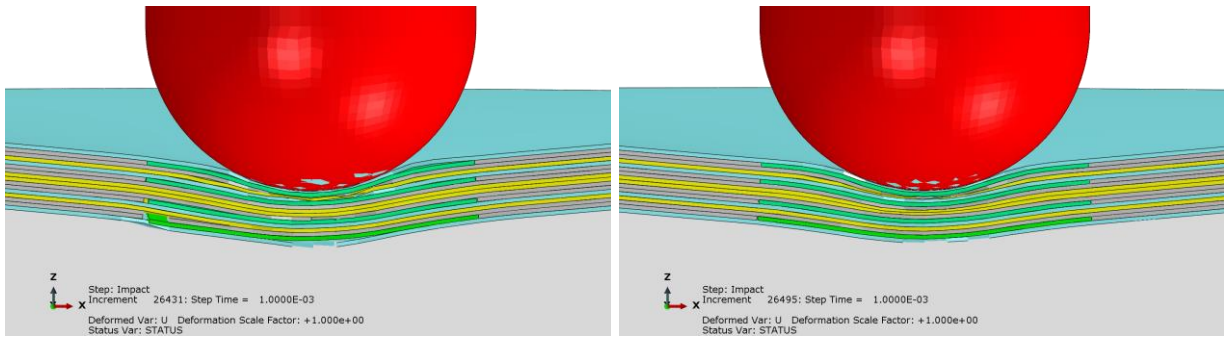 Z
X
Step: Impact
Increment 26431: Step Time = 1.0000E-03
Deformed Var: U Deformation Scale Factor: +1.000e+00
Status Var: STATUS
Z
X
Step: Impact
Increment 26495: Step Time = 1.0000E-03
Deformed Var: U Deformation Scale Factor: +1.000e+00
Status Var: STATUS